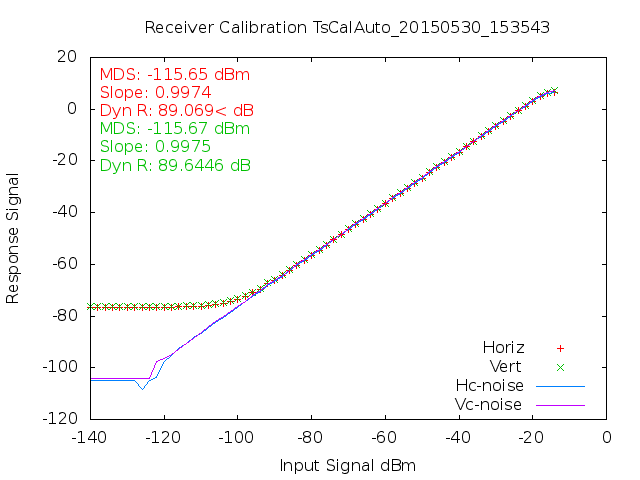 Receiver Calibration TsCalAuto_20150530_153543
20
MDS: -115.65 dBm
Slope: 0.9974
Dyn R: 89.069< dB
MDS: -115.67 dBm
Slope: 0.9975
Dyn R: 89.6446 dB
0
-20
-40
-60
-80
-100
-120
Response Signal
Horiz
Vert
Hc-noise
Vc-noise
-140 -120 -100 -80 -60 -40 -20 0
Input Signal dBm